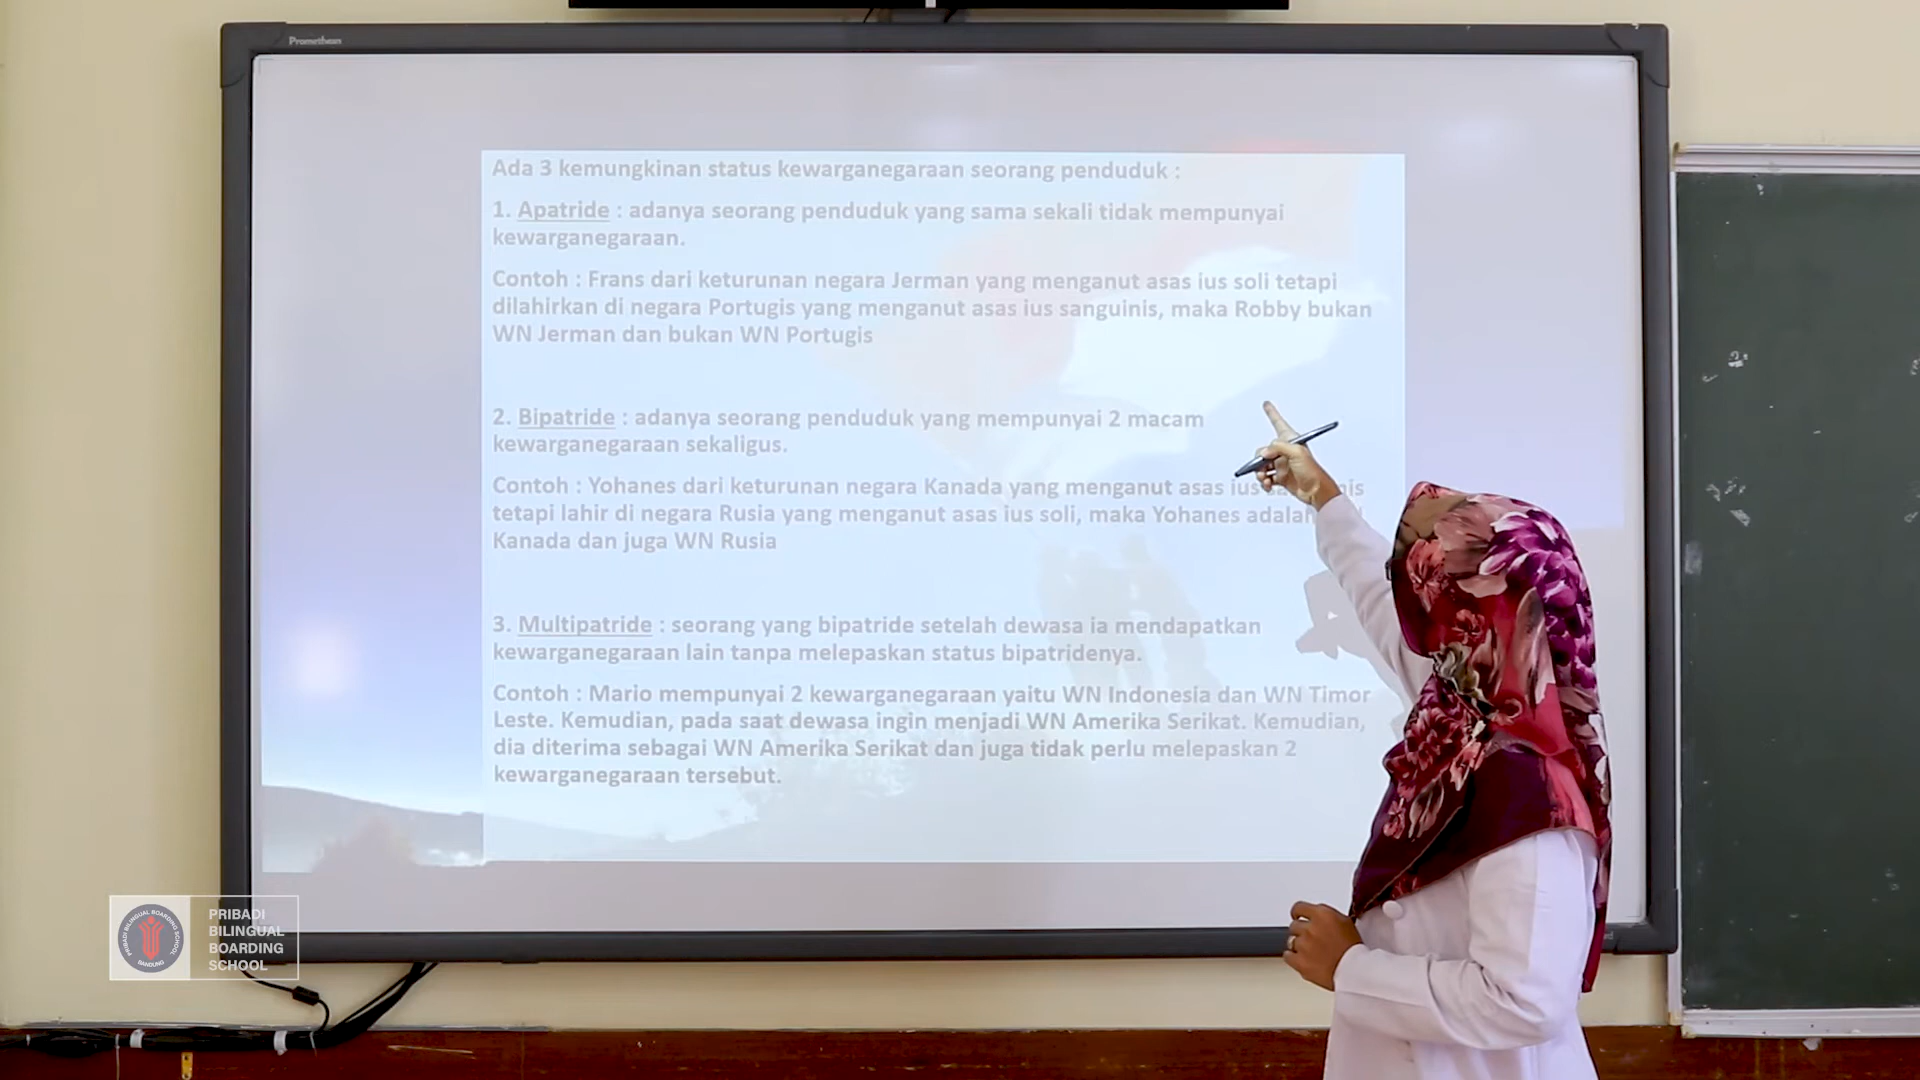 Promethean
Ada 3 kemungkinan status kewarganegaraan seorang penduduk :
1. Apatride : adanya seorang penduduk yang sama sekali tidak mempunyai
kewarganegaraan.
Contoh : Frans dari keturunan negara Jerman yang menganut asas ius soli tetapi
dilahirkan di negara Portugis yang menganut asas ius sanguinis, maka Robby bukan
WN Jerman dan bukan WN Portugis
2. Bipatride : adanya seorang penduduk yang mempunyai 2 macam
kewarganegaraan sekaligus.
Contoh : Yohanes dari keturunan negara Kanada yang menganut asas ius
tetapi lahir di negara Rusia yang menganut asas ius soli, maka Yohanes
Kanada dan juga WN Rusia
3. Multipatride : seorang yang bipatride setelah dewasa ia mendapatkan
kewarganegaraan lain tanpa melepaskan status bipatridenya.
Contoh : Mario mempunyai 2 kewarganegaraan yaitu WN Indonesia dan WN Timor
Leste. Kemudian, pada saat dewasa ingin menjadi WN Amerika Serikat. Kemudian,
dia diterima sebagai WN Amerika Serikat dan juga tidak perlu melepaskan 2
kewarganegaraan tersebut.
PRIBADI BILINGUAL BOARDING SCHOOL
BANDUNG
PRIBADI
BILINGUAL
BOARDING
SCHOOL